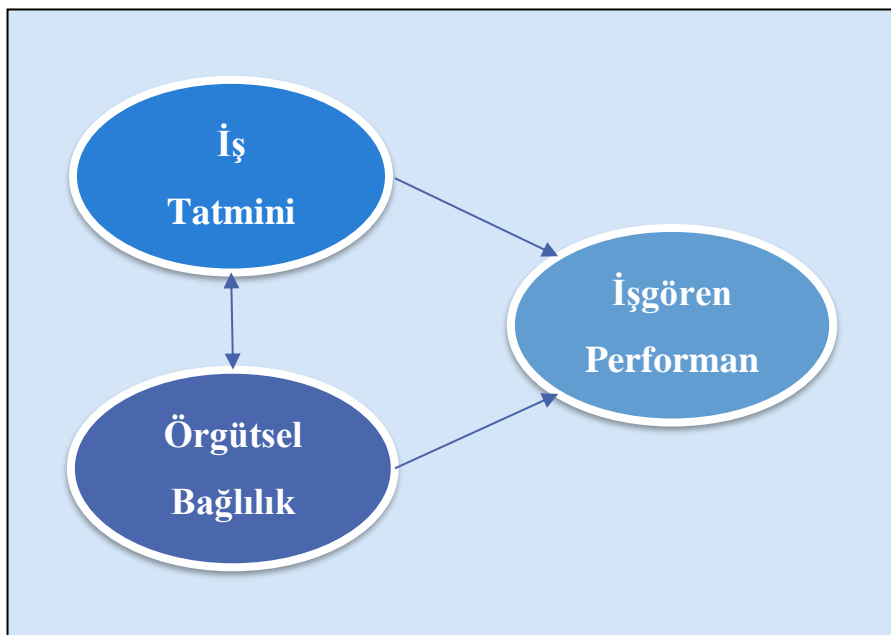 İş
Tatmini
İşgören
Performan
Örgütsel
Bağlılık